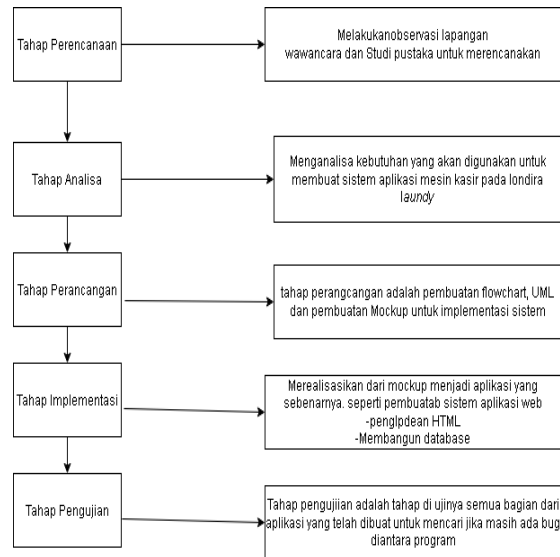 Tahap Perencanaan
Melakukanobservasi lapangan
wawancara dan Studi pustaka untuk merencanakan
Tahap Analisa
Menganalisa kebutuhan yang akan digunakan untuk
membuat sistem aplikasi mesin kasir pada londira
laundy
Tahap Perancangan
tahap perangcangan adalah pembuatan flowchart, UML
dan pembuatan Mockup untuk implementasi sistem
Tahap Implementasi
Merealisasikan dari mockup menjadi aplikasi yang
sebenarnya. seperti pembuatab sistem aplikasi web
-penglpdean HTML
-Membangun database
Tahap Pengujian
Tahap pengujiian adalah tahap di ujinya semua bagian dari
aplikasi yang telah dibuat untuk mencari jika masih ada bug
diantara program